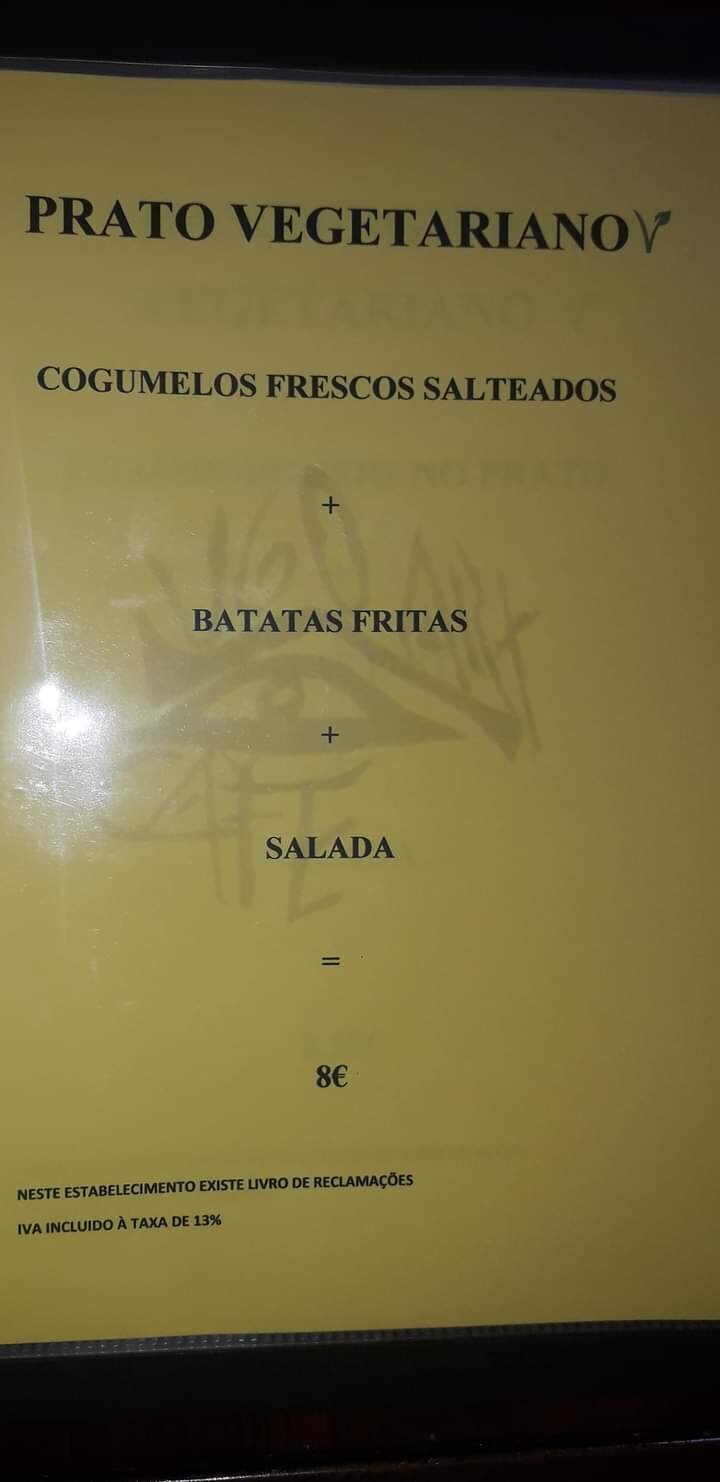 PRATO VEGETARIANO
COGUMELOS FRESCOS SALTEADOS
+
BATATAS FRITAS
+
SALADA
=
8€
NESTE ESTABELECIMENTO EXISTE LIVRO DE RECLAMAÇÕES
IVA INCLUIDO À TAXA DE 13%